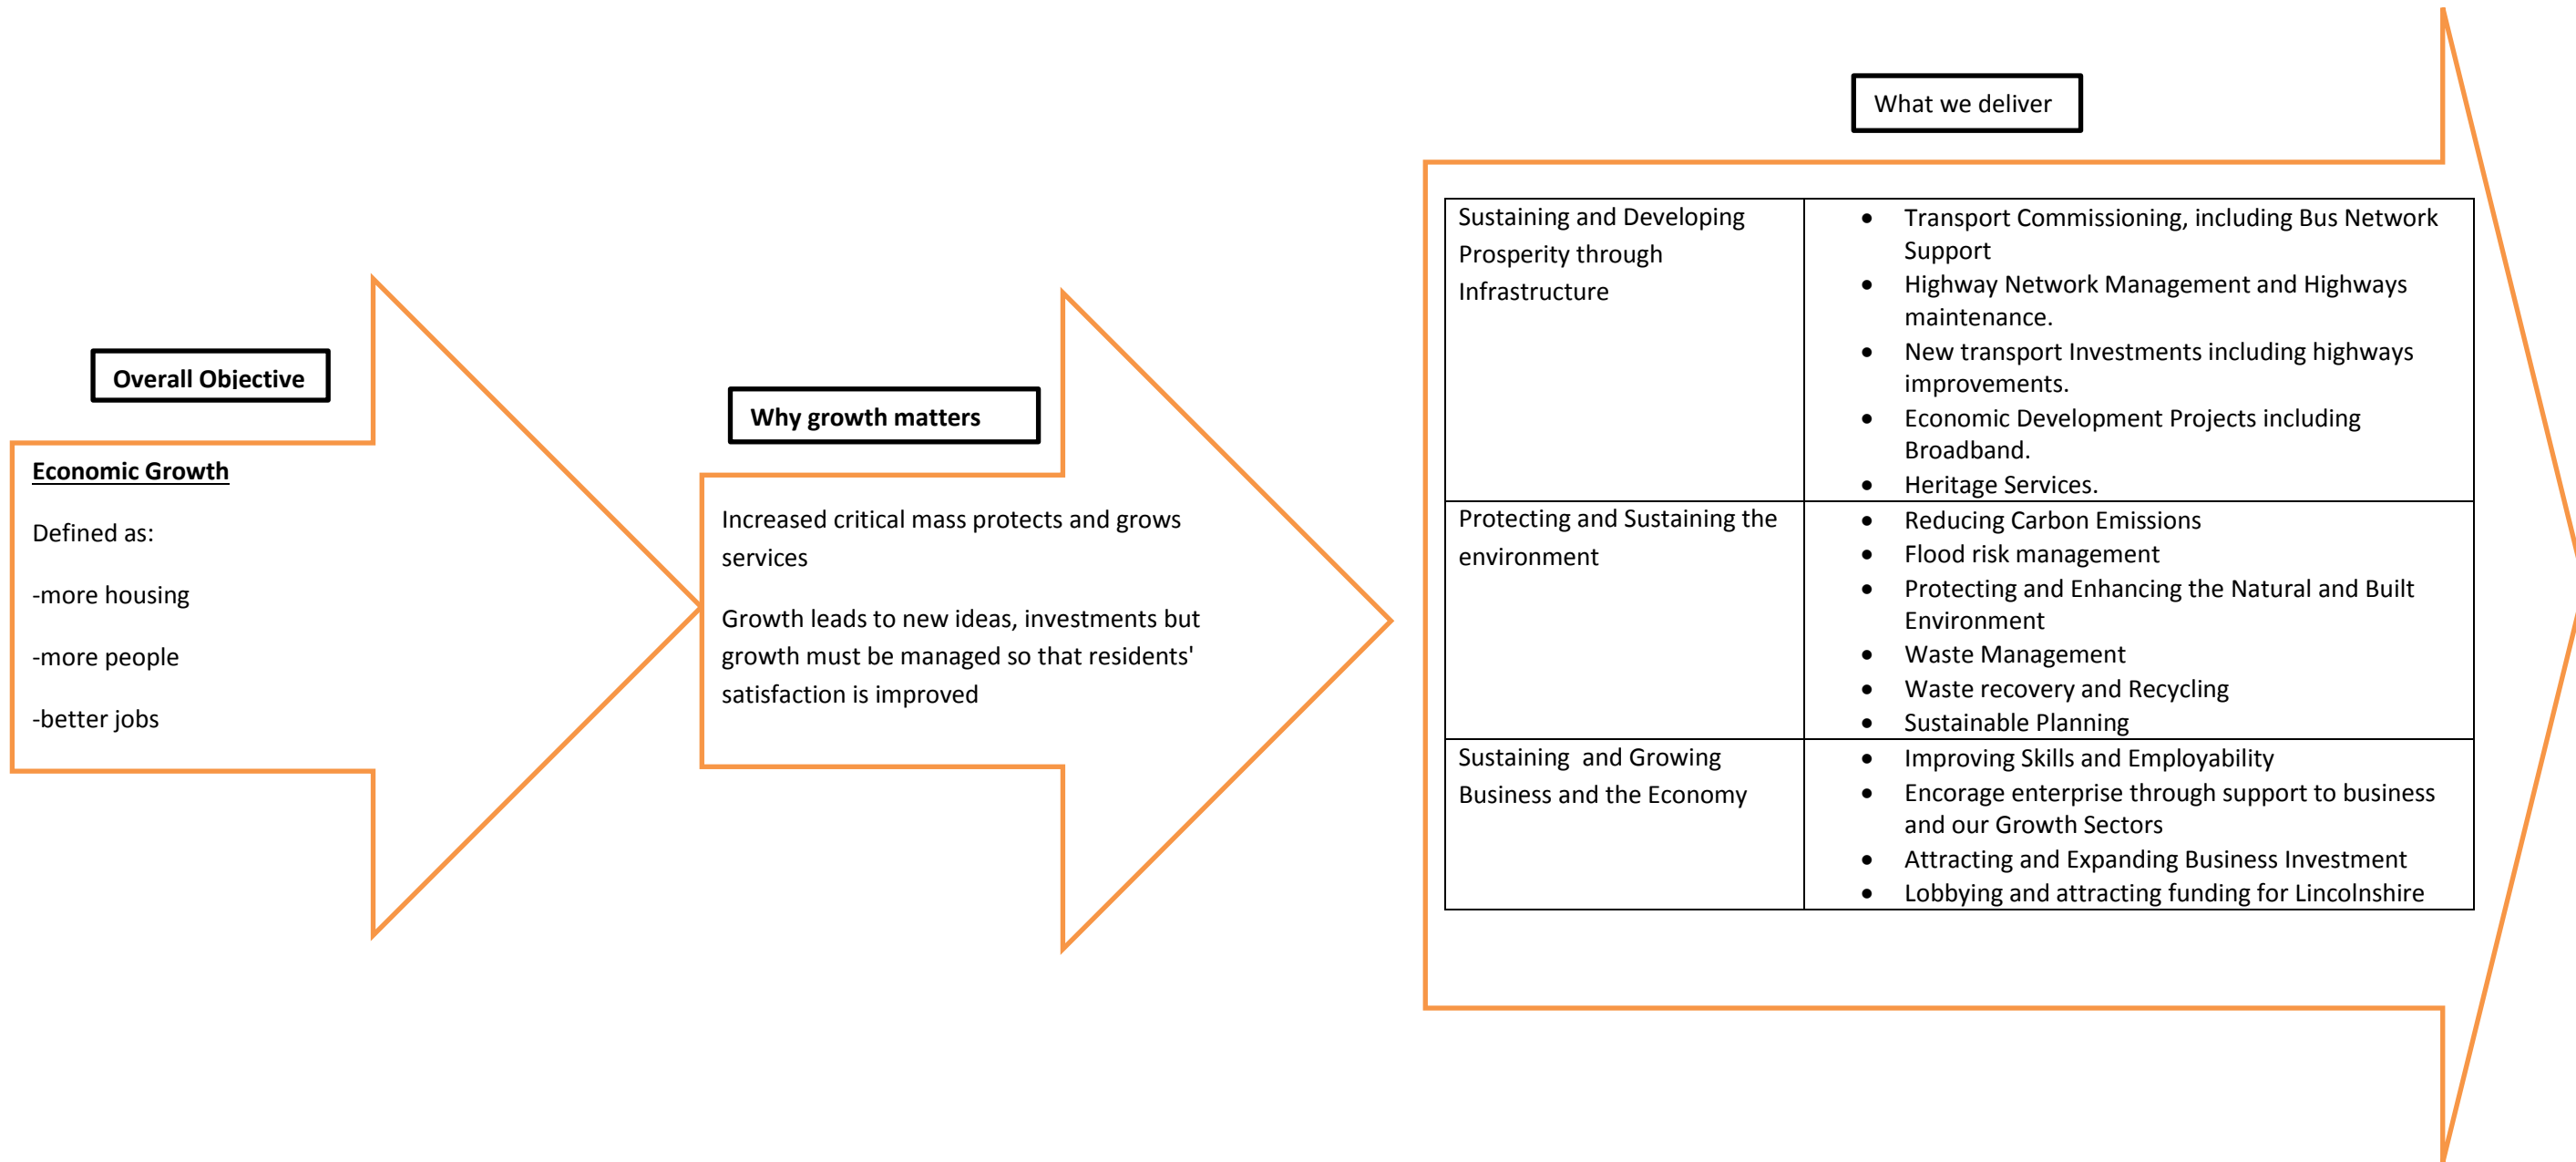 Overall Objective
Economic Growth
Defined as:
-more housing
-more people
-better jobs
Why growth matters
Increased critical mass protects and grows
services
Growth leads to new ideas, investments but
growth must be managed so that residents'
satisfaction is improved
What we deliver
Sustaining and Developing
Prosperity through
Infrastructure
• Transport Commissioning, including Bus Network
Support
• Highway Network Management and Highways
maintenance.
• New transport Investments including highways
improvements.
• Economic Development Projects including
Broadband.
• Heritage Services.
Protecting and Sustaining the
environment
• Reducing Carbon Emissions
• Flood risk management
• Protecting and Enhancing the Natural and Built
Environment
• Waste Management
• Waste recovery and Recycling
• Sustainable Planning
Sustaining  and Growing
Business and the Economy
• Improving Skills and Employability
• Encorage enterprise through support to business
and our Growth Sectors
• Attracting and Expanding Business Investment
• Lobbying and attracting funding for Lincolnshire